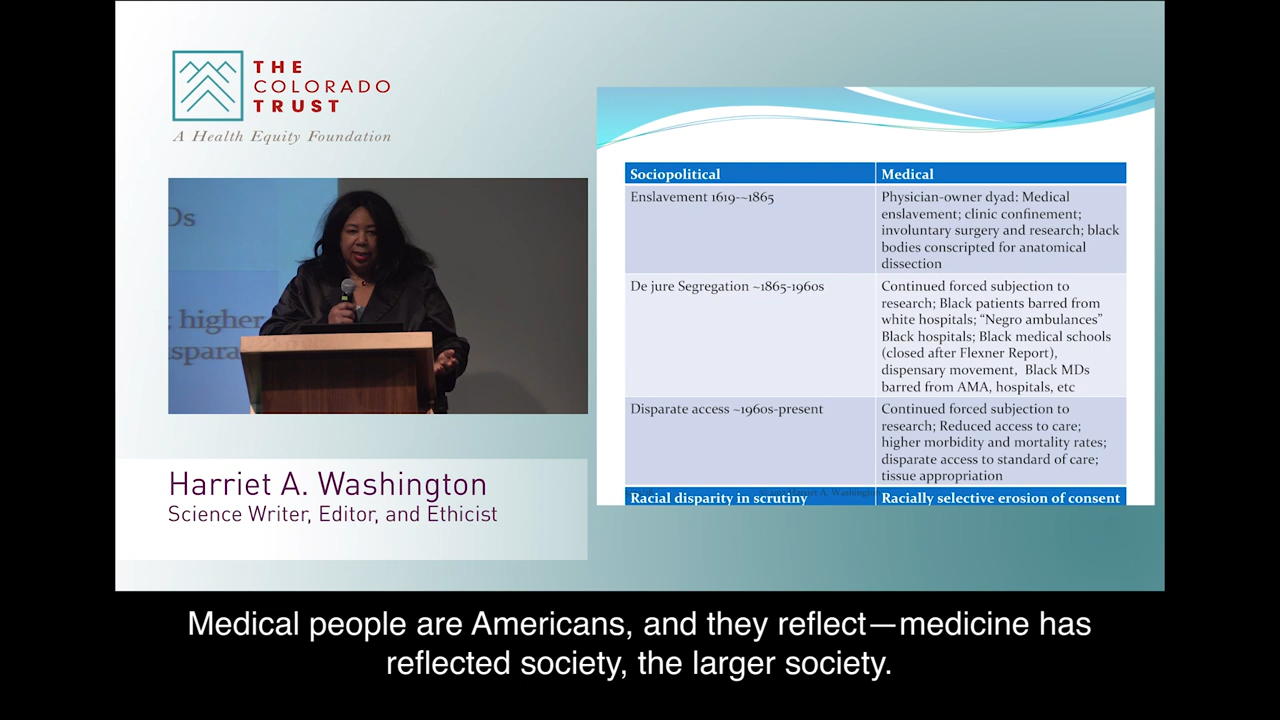 THE
COLORADO
TRUST
A Health Equity Foundation
Ds
; higher
spara
Harriet A. Washington
Science Writer, Editor, and Ethicist
Sociopolitical
Medical
Enslavement 1619-~1865
Physician-owner dyad: Medical
enslavement; clinic confinement;
involuntary surgery and research; black
bodies conscripted for anatomical
dissection
De jure Segregation ~1865-1960s
Continued forced subjection to
research; Black patients barred from
white hospitals; “Negro ambulances”
Black hospitals; Black medical schools
(closed after Flexner Report),
dispensary movement, Black MDs
barred from AMA, hospitals, etc
Disparate access ~1960s-present
Continued forced subjection to
research; Reduced access to care;
higher morbidity and mortality rates;
disparate access to standard of care;
tissue appropriation
Racial disparity in scrutiny
Harriet A. Washington
Racially selective erosion of consent
Medical people are Americans, and they reflect—medicine has
reflected society, the larger society.